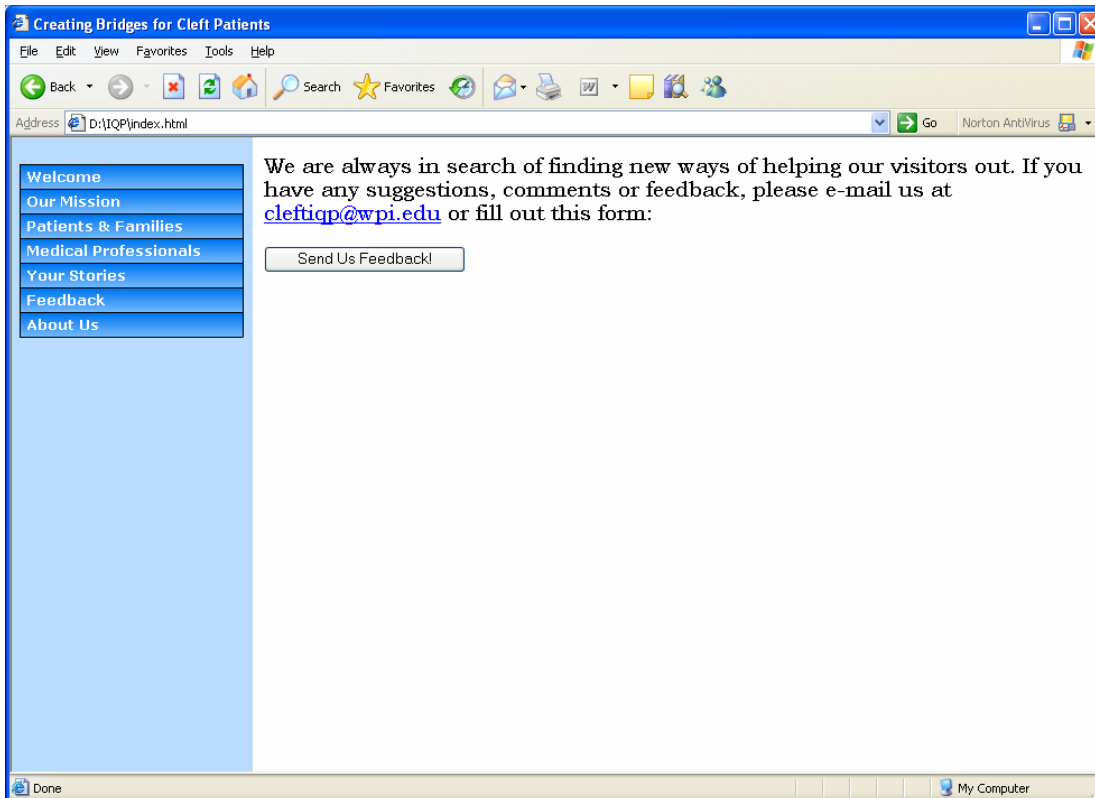 Creating Bridges for Cleft Patients
File Edit View Favorites Tools Help
Back Search Favorites
Address D:\IQP\index.html Go Norton AntiVirus
Welcome
Our Mission
Patients & Families
Medical Professionals
Your Stories
Feedback
About Us
We are always in search of finding new ways of helping our visitors out. If you
have any suggestions, comments or feedback, please e-mail us at
cleftiqp@wpi.edu or fill out this form:
Send Us Feedback!
Done My Computer